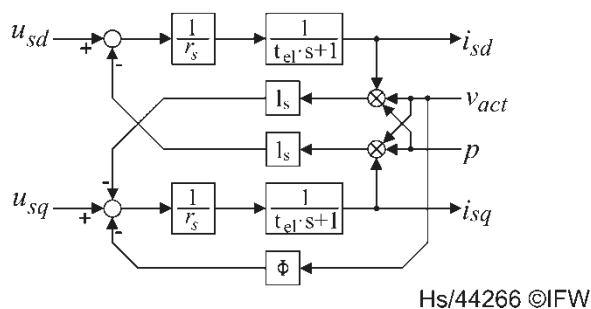 u_sd + - 1/r_s 1/(t_el·s+1) i_sd
l_s v_act
l_s p
u_sq - + - 1/r_s 1/(t_el·s+1) i_sq
Φ
Hs/44266 ©IFW